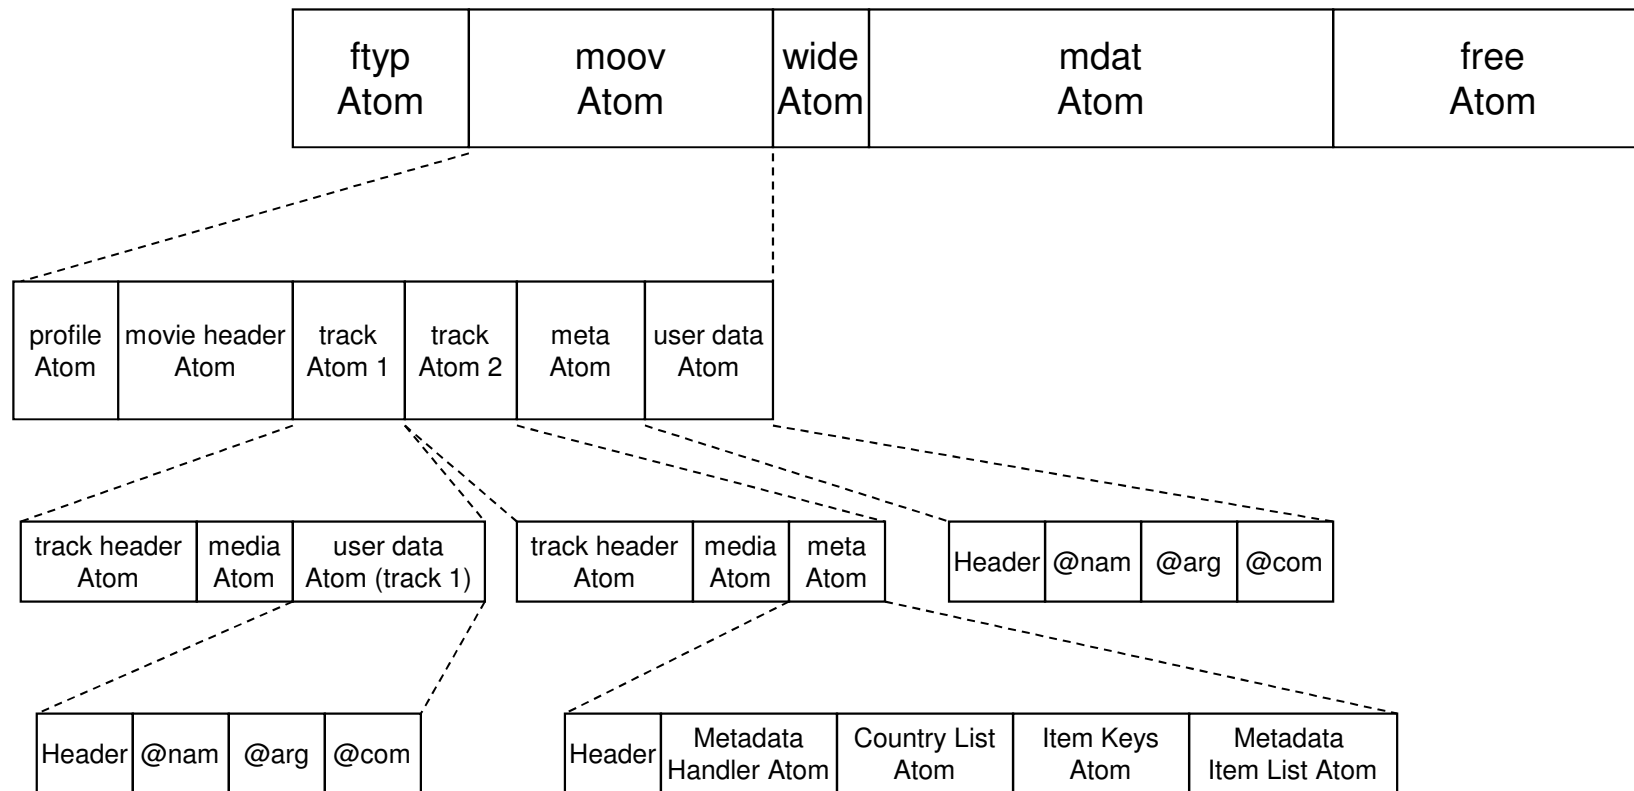 ftyp
Atom
moov
Atom
wide
Atom
mdat
Atom
free
Atom
profile
Atom
movie header
Atom
track
Atom 1
track
Atom 2
meta
Atom
user data
Atom
track header
Atom
media
Atom
user data
Atom (track 1)
track header
Atom
media
Atom
meta
Atom
Header
@nam
@arg
@com
Header
@nam
@arg
@com
Header
Metadata
Handler Atom
Country List
Atom
Item Keys
Atom
Metadata
Item List Atom